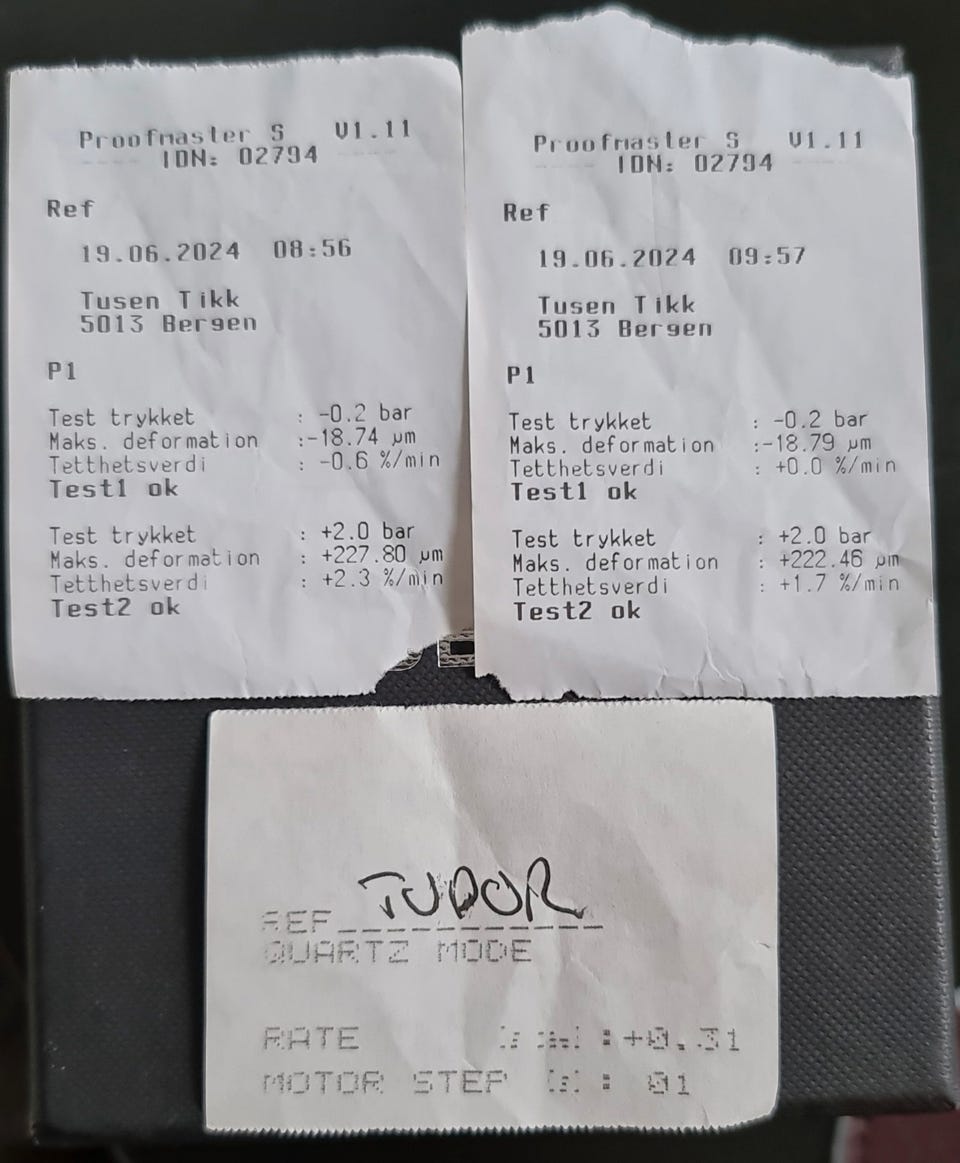 Proofmaster S V1.11
IDN: 02794
Ref
19.06.2024 08:56
Tusen Tikk
5013 Bergen
P1
Test trykket : -0.2 bar
Maks. deformation :-18.74 µm
Tetthetsverdi : -0.6 %/min
Test1 ok
Test trykket : +2.0 bar
Maks. deformation : +227.80 µm
Tetthetsverdi : +2.3 %/min
Test2 ok
Proofmaster S V1.11
IDN: 02794
Ref
19.06.2024 09:57
Tusen Tikk
5013 Bergen
P1
Test trykket : -0.2 bar
Maks. deformation :-18.79 µm
Tetthetsverdi : +0.0 %/min
Test1 ok
Test trykket : +2.0 bar
Maks. deformation : +222.46 µm
Tetthetsverdi : +1.7 %/min
Test2 ok
REF TUDOR
QUARTZ MODE
RATE : +0.31
MOTOR STEP [s] : 01